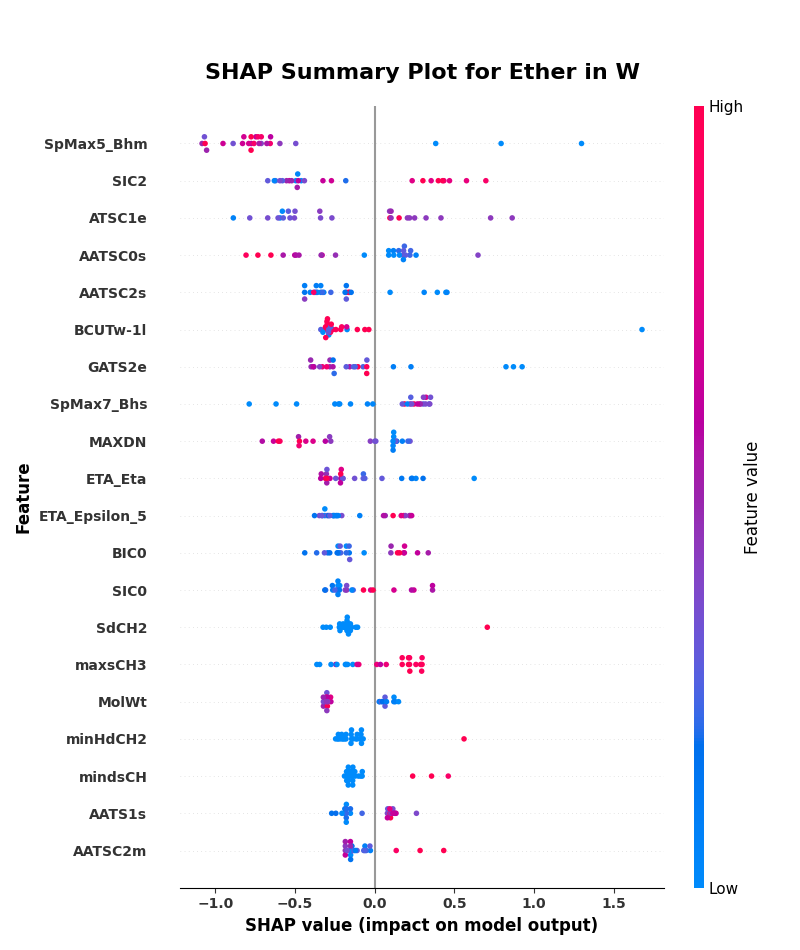 SHAP Summary Plot for Ether in W
High
SpMax5_Bhm
SIC2
ATSC1e
AATSC0s
AATSC2s
BCUTw-1l
GATS2e
SpMax7_Bhs
MAXDN
ETA_Eta
ETA_Epsilon_5
BIC0
SIC0
SdCH2
maxsCH3
MolWt
minHdCH2
mindsCH
AATS1s
AATSC2m
Feature
Feature value
Low
−1.0 −0.5 0.0 0.5 1.0 1.5
SHAP value (impact on model output)